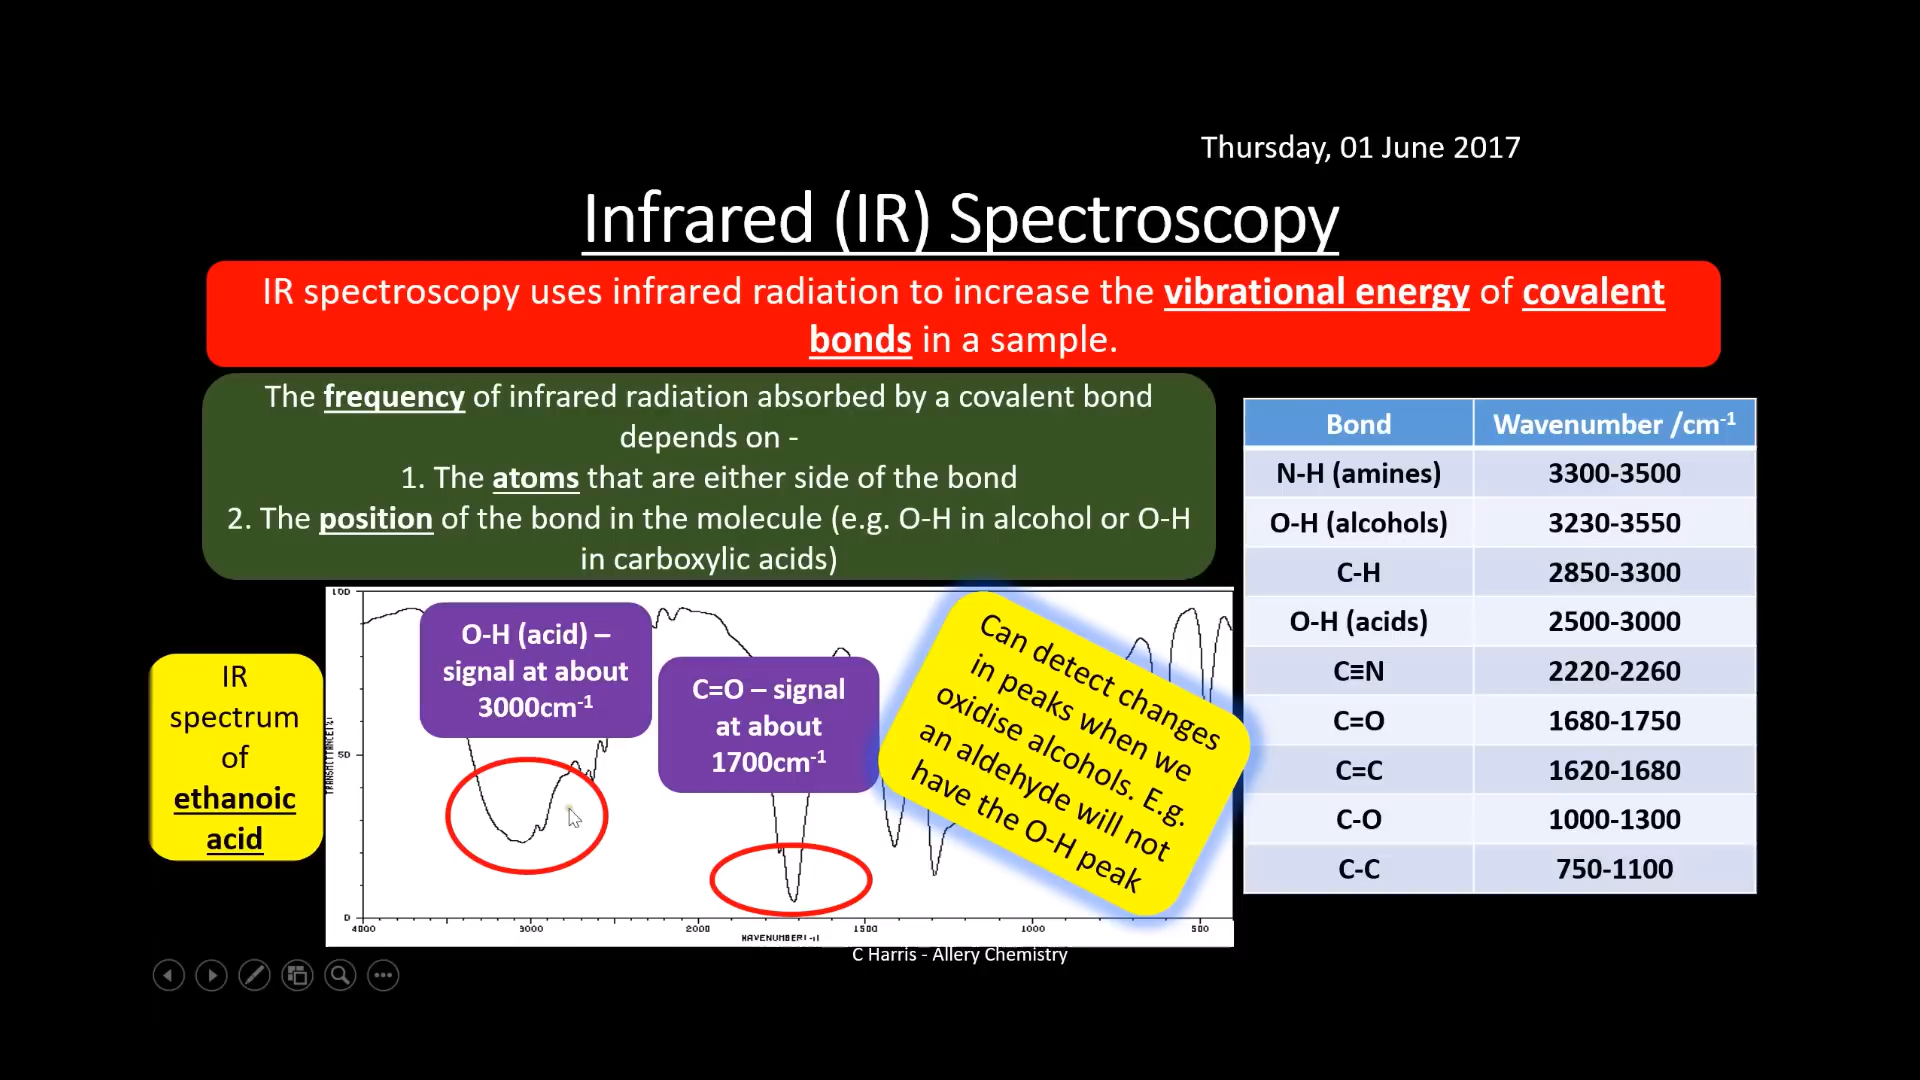 Thursday, 01 June 2017
Infrared (IR) Spectroscopy
IR spectroscopy uses infrared radiation to increase the vibrational energy of covalent
bonds in a sample.
The frequency of infrared radiation absorbed by a covalent bond
depends on -
1. The atoms that are either side of the bond
2. The position of the bond in the molecule (e.g. O-H in alcohol or O-H
in carboxylic acids)
Bond Wavenumber /cm⁻¹
N-H (amines) 3300-3500
O-H (alcohols) 3230-3550
C-H 2850-3300
O-H (acids) 2500-3000
C≡N 2220-2260
C=O 1680-1750
C=C 1620-1680
C-O 1000-1300
C-C 750-1100
IR
spectrum
of
ethanoic
acid
O-H (acid) –
signal at about
3000cm⁻¹
C=O – signal
at about
1700cm⁻¹
Can detect changes
in peaks when we
oxidise alcohols. E.g.
an aldehyde will not
have the O-H peak
100
50
0
4000 3000 2000 1500 1000 500
C Harris - Allery Chemistry